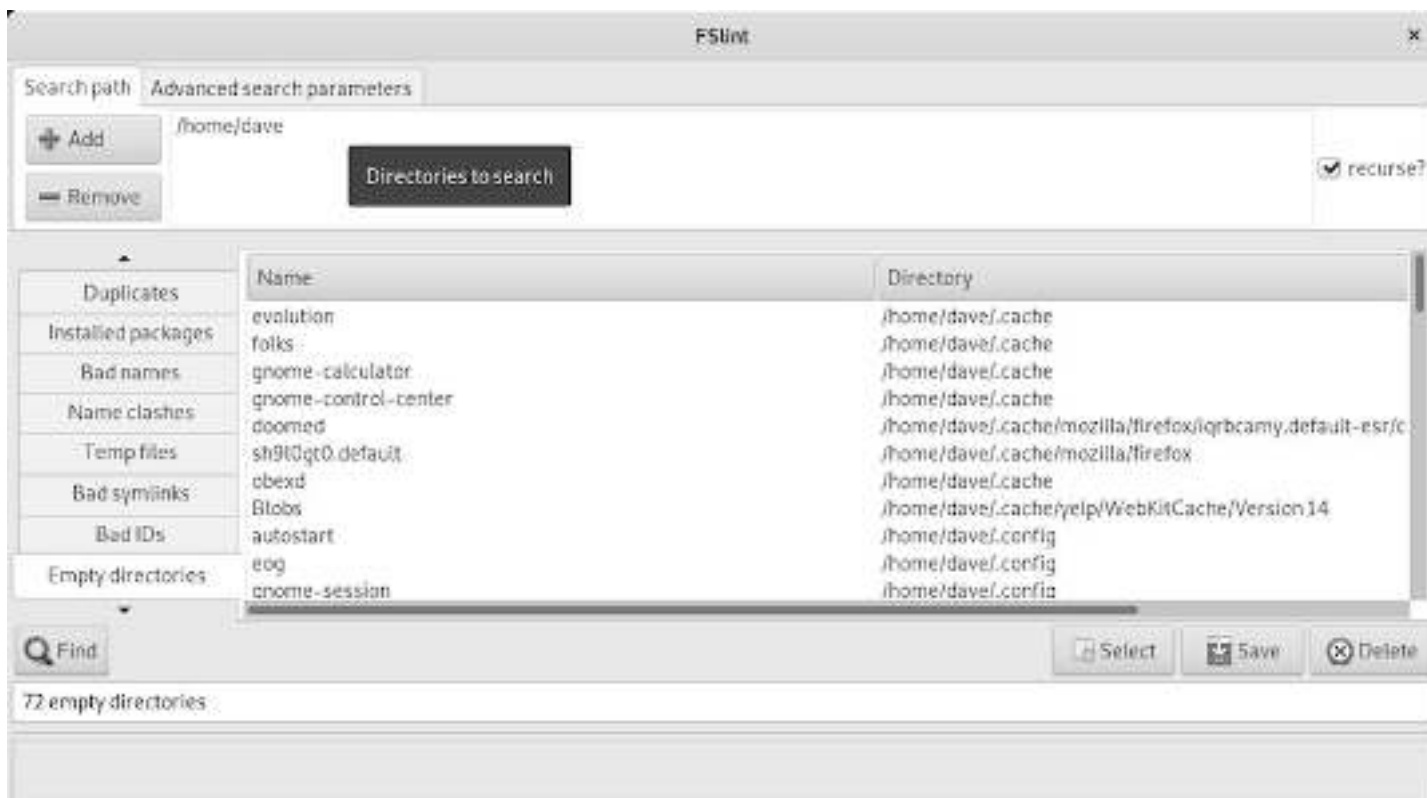 FSlint
Search path Advanced search parameters
Add
/home/dave
Directories to search
recurse?
Remove
Name Directory
Duplicates
Installed packages
Bad names
Name clashes
Temp files
Bad symlinks
Bad IDs
Empty directories
evolution /home/dave/.cache
folks /home/dave/.cache
gnome-calculator /home/dave/.cache
gnome-control-center /home/dave/.cache
doomed /home/dave/.cache/mozilla/firefox/iqrbcamy.default-esr/c
sh9l0qt0.default /home/dave/.cache/mozilla/firefox
obexd /home/dave/.cache
Blobs /home/dave/.cache/yelp/WebKitCache/Version 14
autostart /home/dave/.config
eog /home/dave/.config
gnome-session /home/dave/.config
Find Select Save Delete
72 empty directories